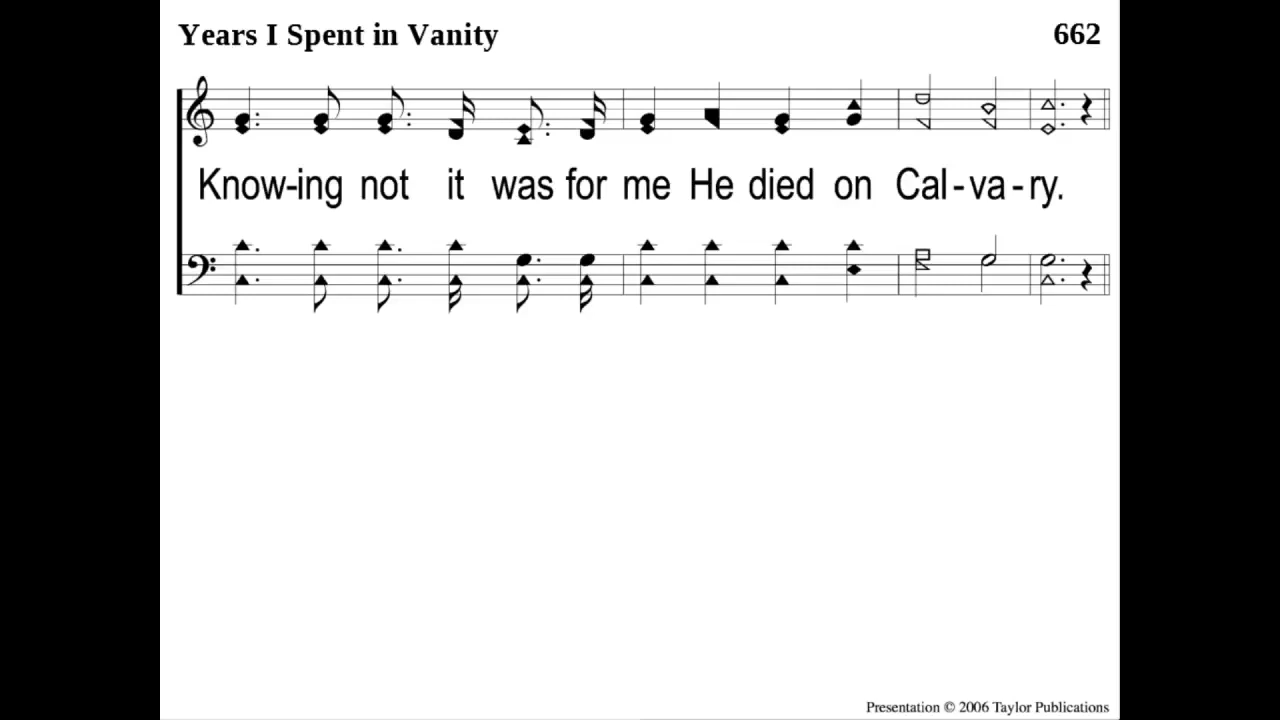 Years I Spent in Vanity 662
Know-ing not it was for me He died on Cal-va-ry.
Presentation © 2006 Taylor Publications